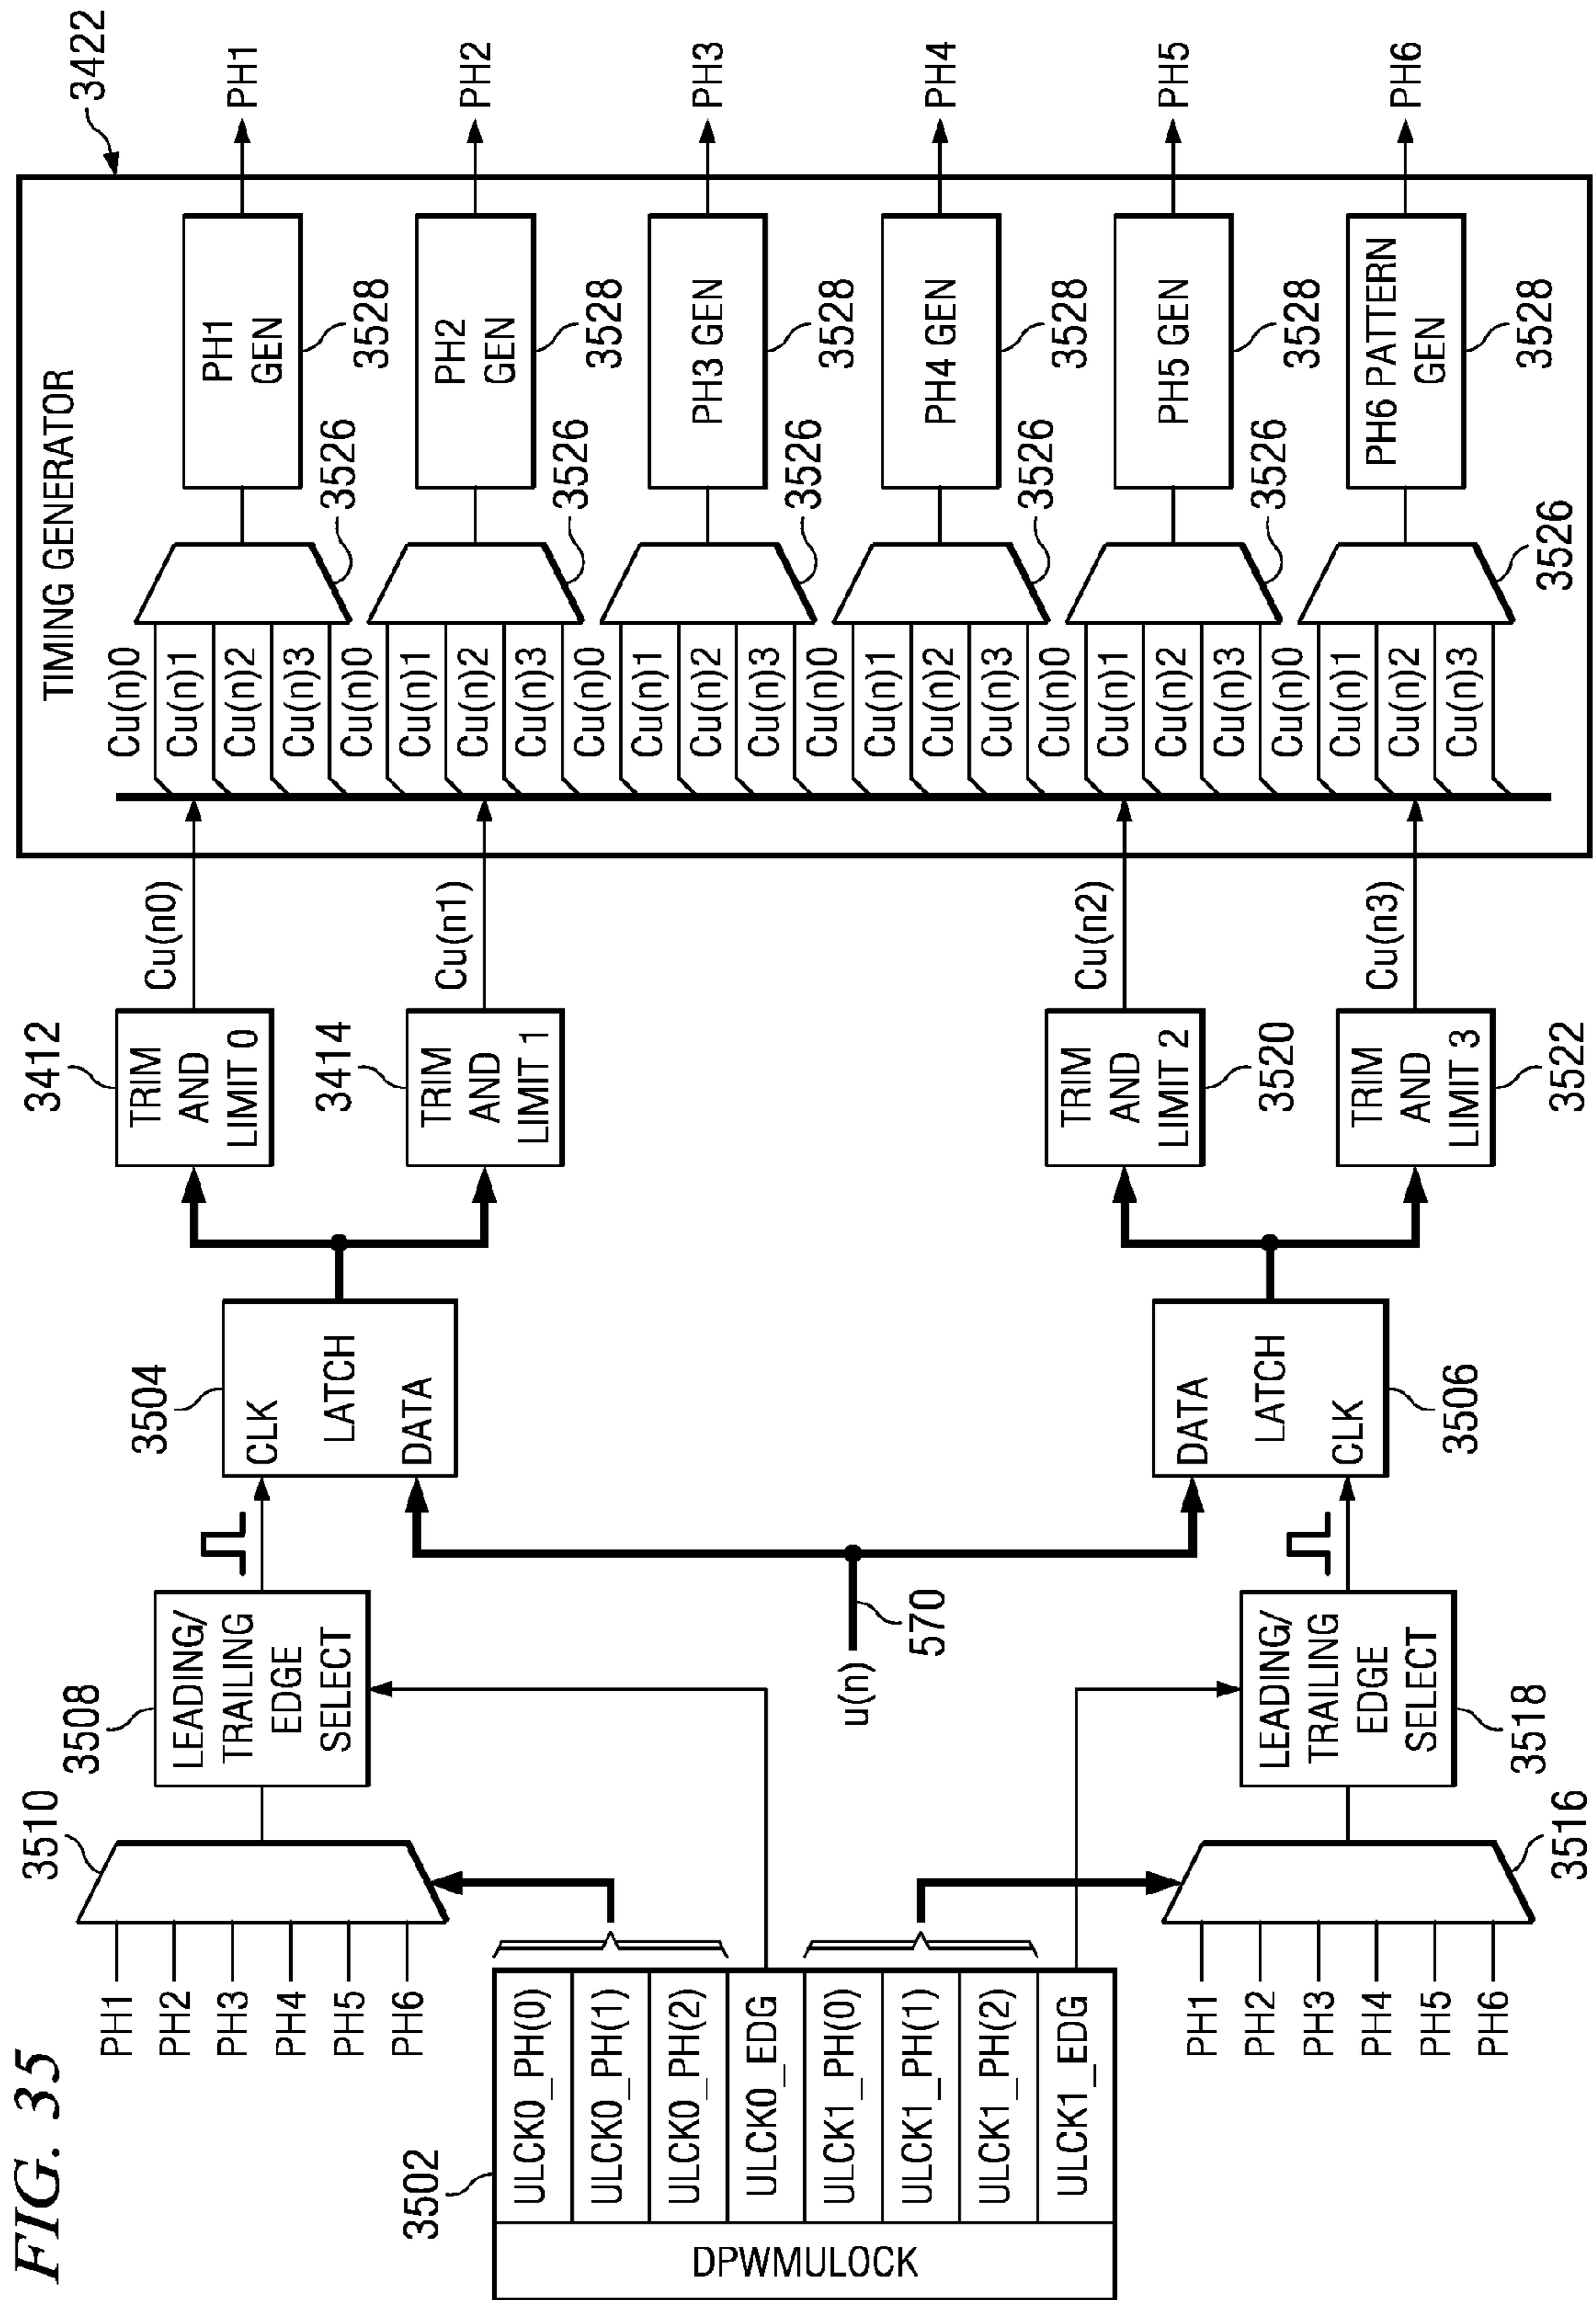 FIG. 35
3502
DPWMULOCK
ULCK0_PH(0)
ULCK0_PH(1)
ULCK0_PH(2)
ULCK0_EDG
ULCK1_PH(0)
ULCK1_PH(1)
ULCK1_PH(2)
ULCK1_EDG
PH1
PH2
PH3
PH4
PH5
PH6
3510
3508
LEADING/
TRAILING
EDGE
SELECT
PH1
PH2
PH3
PH4
PH5
PH6
3516
LEADING/
TRAILING
EDGE
SELECT
3518
u(n)
570
3504
CLK
LATCH
DATA
DATA
LATCH
CLK
3506
3412
TRIM
AND
LIMIT 0
3414
TRIM
AND
LIMIT 1
TRIM
AND
LIMIT 2
3520
TRIM
AND
LIMIT 3
3522
Cu(n0)
Cu(n1)
Cu(n2)
Cu(n3)
TIMING GENERATOR
3422
Cu(n)0
Cu(n)1
Cu(n)2
Cu(n)3
Cu(n)0
Cu(n)1
Cu(n)2
Cu(n)3
Cu(n)0
Cu(n)1
Cu(n)2
Cu(n)3
Cu(n)0
Cu(n)1
Cu(n)2
Cu(n)3
Cu(n)0
Cu(n)1
Cu(n)2
Cu(n)3
Cu(n)0
Cu(n)1
Cu(n)2
Cu(n)3
3526
3526
3526
3526
3526
3526
PH1
GEN
3528
PH2
GEN
3528
PH3 GEN
3528
PH4 GEN
3528
PH5 GEN
3528
PH6 PATTERN
GEN
3528
PH1
PH2
PH3
PH4
PH5
PH6